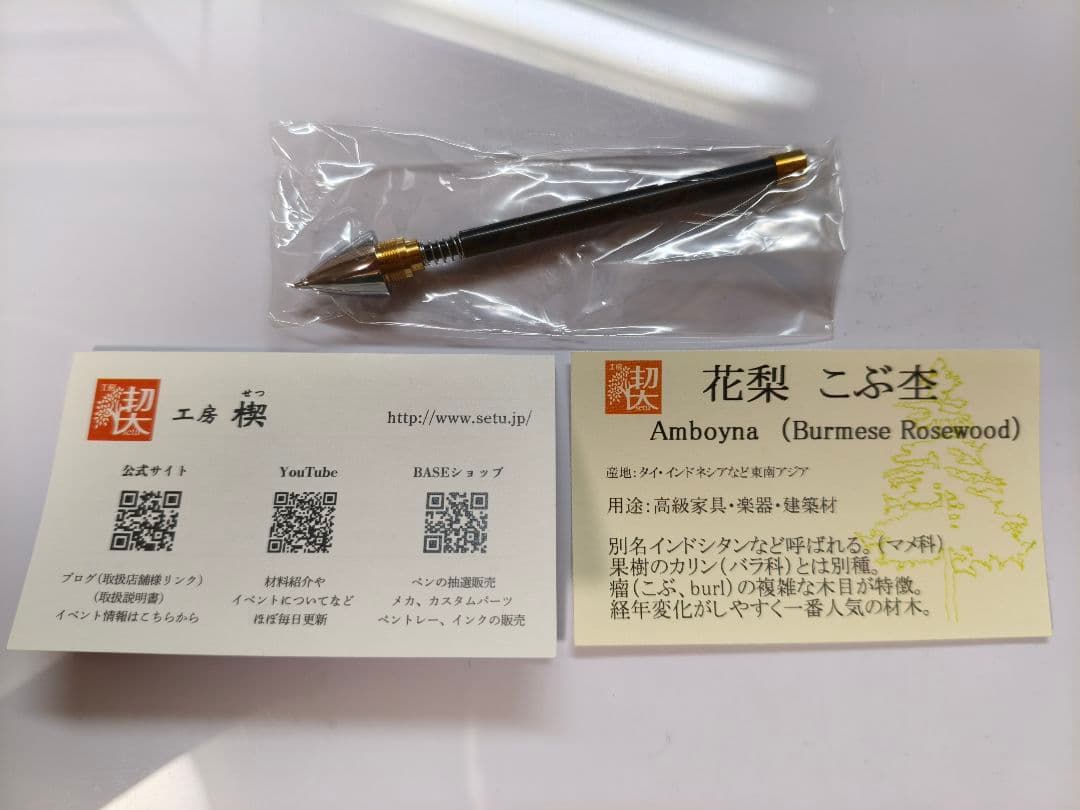 工房
楔
setu
せつ
工房 楔
http://www.setu.jp/
公式サイト
YouTube
BASEショップ
ブログ(取扱店舗様リンク)
(取扱説明書)
イベント情報はこちらから
材料紹介や
イベントについてなど
ほぼ毎日更新
ペンの抽選販売
メカ、カスタムパーツ
ペントレー、インクの販売
工房
楔
setu
花梨 こぶ杢
Amboyna (Burmese Rosewood)
産地:タイ・インドネシアなど東南アジア
用途:高級家具・楽器・建築材
別名インドシタンなど呼ばれる。(マメ科)
果樹のカリン(バラ科)とは別種。
瘤(こぶ、burl)の複雑な木目が特徴。
経年変化がしやすく一番人気の材木。